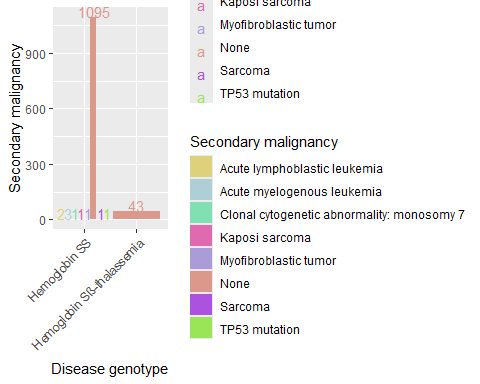 1095
Secondary malignancy
900
600
300
0
2311111
43
Hemoglobin SS
Hemoglobin Sß-thalassemia
Disease genotype
a Kaposi sarcoma
a Myofibroblastic tumor
a None
a Sarcoma
a TP53 mutation
Secondary malignancy
Acute lymphoblastic leukemia
Acute myelogenous leukemia
Clonal cytogenetic abnormality: monosomy 7
Kaposi sarcoma
Myofibroblastic tumor
None
Sarcoma
TP53 mutation